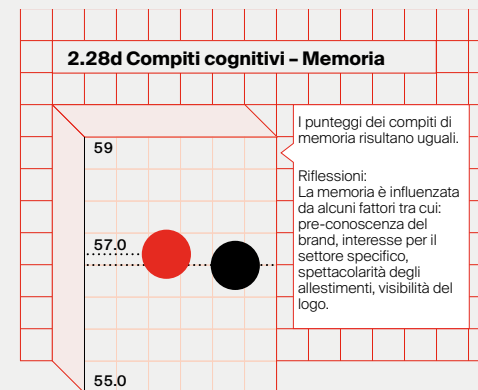 2.28d Compiti cognitivi – Memoria
I punteggi dei compiti di
memoria risultano uguali.
Riflessioni:
La memoria è influenzata
da alcuni fattori tra cui:
pre-conoscenza del
brand, interesse per il
settore specifico,
spettacolarità degli
allestimenti, visibilità del
logo.
59
57.0
55.0